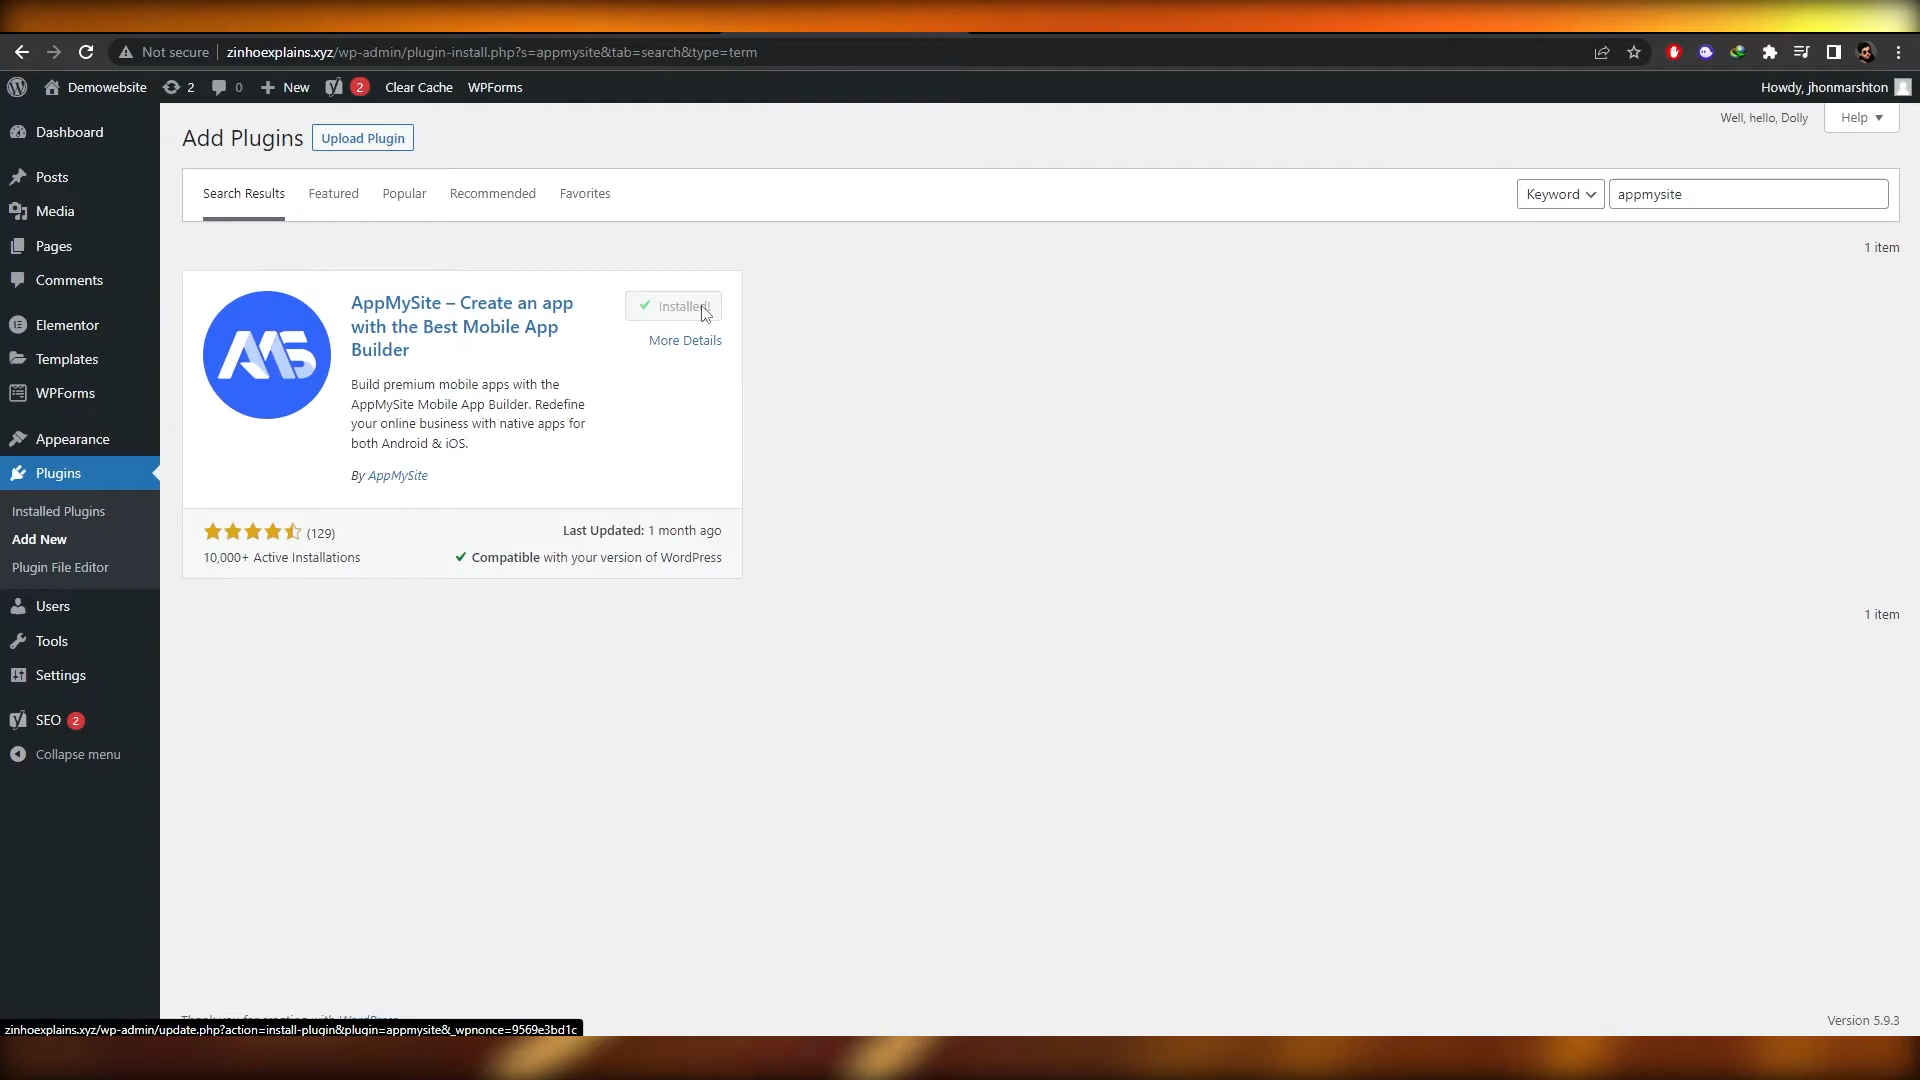 Not secure
zinhoexplains.xyz/wp-admin/plugin-install.php?s=appmysite&tab=search&type=term
Demowebsite
2
0
New
2
Clear Cache
WPForms
Howdy, jhonmarshton
Dashboard
Posts
Media
Pages
Comments
Elementor
Templates
WPForms
Appearance
Plugins
Installed Plugins
Add New
Plugin File Editor
Users
Tools
Settings
SEO 2
Collapse menu
Well, hello, Dolly
Help
Add Plugins
Upload Plugin
Search Results
Featured
Popular
Recommended
Favorites
Keyword
appmysite
1 item
AMS
AppMySite – Create an app
with the Best Mobile App
Builder
Installed!
More Details
Build premium mobile apps with the
AppMySite Mobile App Builder. Redefine
your online business with native apps for
both Android & iOS.
By AppMySite
(129)
Last Updated: 1 month ago
10,000+ Active Installations
Compatible with your version of WordPress
1 item
Thank you for creating with WordPress.
Version 5.9.3
zinhoexplains.xyz/wp-admin/update.php?action=install-plugin&plugin=appmysite&_wpnonce=9569e3bd1c